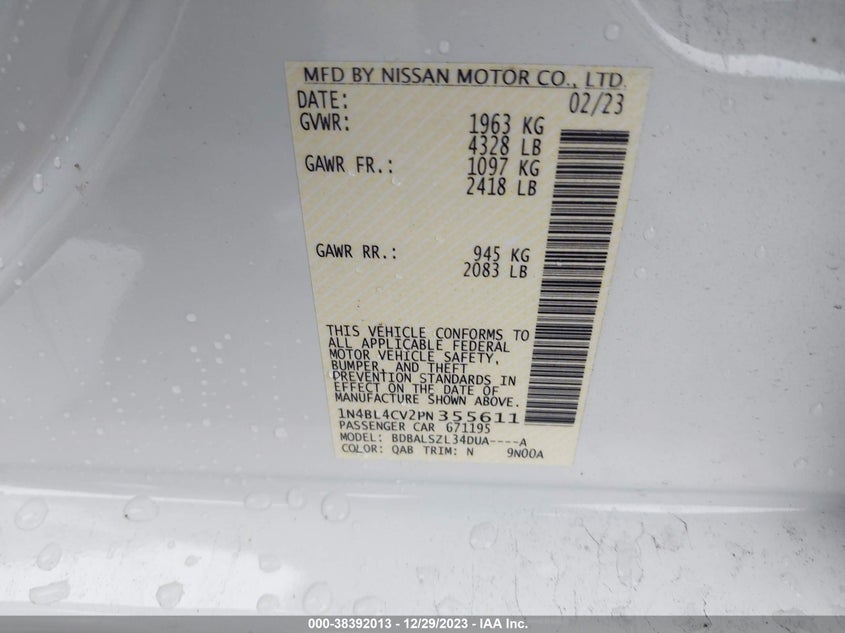 MFD BY NISSAN MOTOR CO., LTD.
DATE: 02/23
GVWR: 1963 KG
4328 LB
GAWR FR.: 1097 KG
2418 LB
GAWR RR.: 945 KG
2083 LB
THIS VEHICLE CONFORMS TO
ALL APPLICABLE FEDERAL
MOTOR VEHICLE SAFETY,
BUMPER, AND THEFT
PREVENTION STANDARDS IN
EFFECT ON THE DATE OF
MANUFACTURE SHOWN ABOVE.
1N4BL4CV2PN355611
PASSENGER CAR 671195
MODEL: BDBALSZL34DUA----A
COLOR: QAB TRIM: N 9N00A
000-38392013 - 12/29/2023 - IAA Inc.